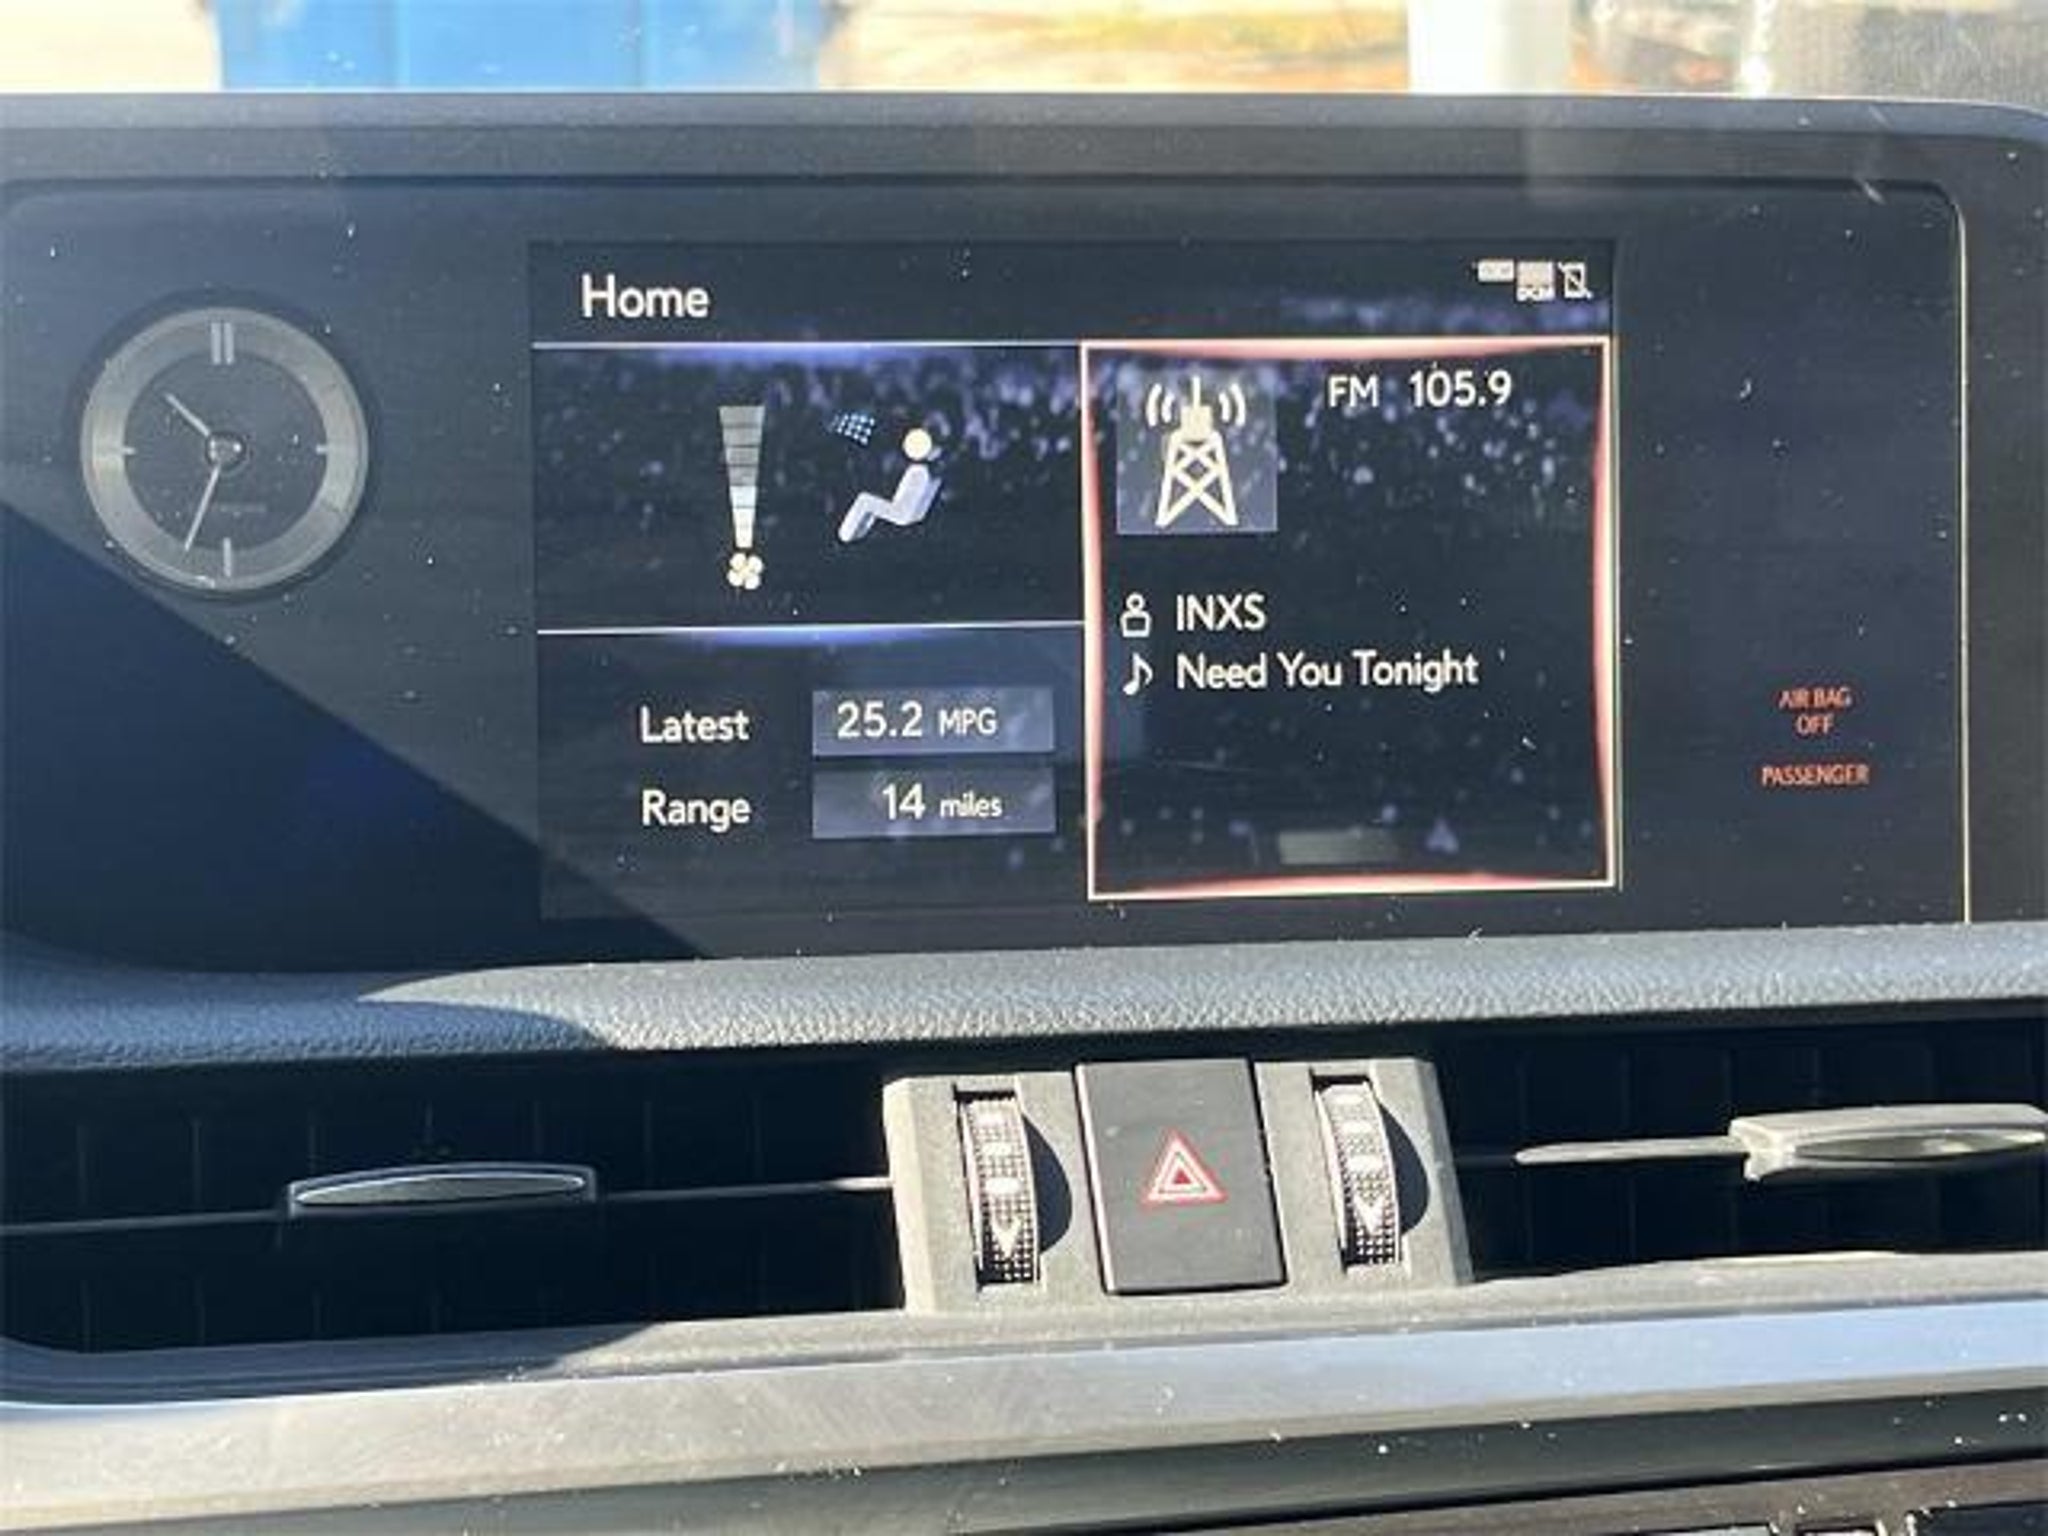 Home
FM 105.9
INXS
Need You Tonight
Latest 25.2 MPG
Range 14 miles
AIR BAG
OFF
PASSENGER